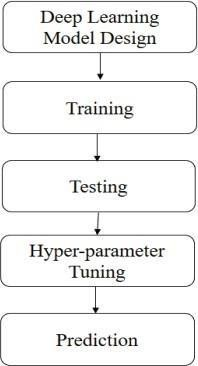 Deep Learning
Model Design
Training
Testing
Hyper-parameter
Tuning
Prediction